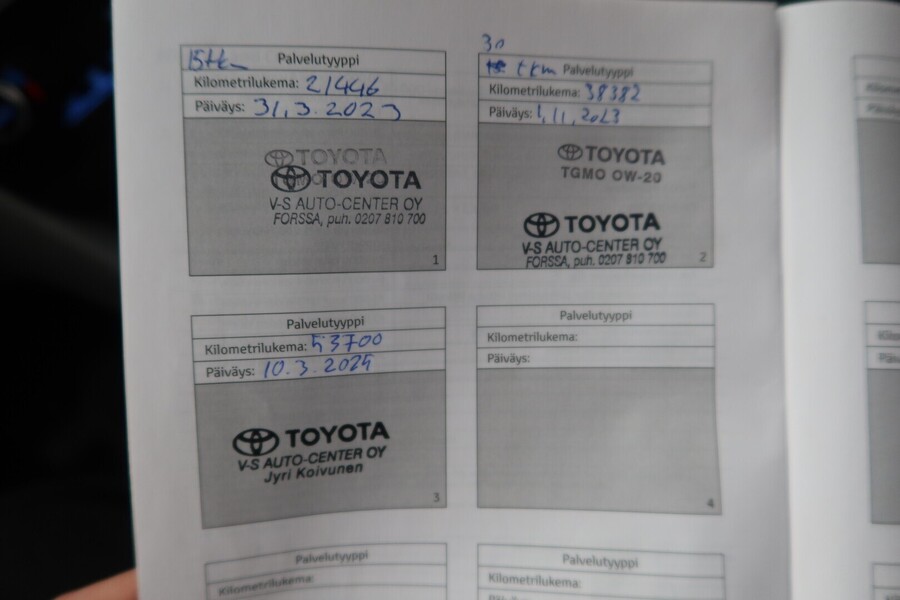 15tk Palvelutyyppi
Kilometrilukema: 21446
Päiväys: 31.3.2023
TOYOTA
TOYOTA
V-S AUTO-CENTER OY
FORSSA, puh. 0207 810 700
1
30
tkm Palvelutyyppi
Kilometrilukema: 38382
Päiväys: 1.11.2023
TOYOTA
TGMO OW-20
TOYOTA
V-S AUTO-CENTER OY
FORSSA, puh. 0207 810 700
2
Palvelutyyppi
Kilometrilukema: 53700
Päiväys: 10.3.2025
TOYOTA
V-S AUTO-CENTER OY
Jyri Koivunen
3
Palvelutyyppi
Kilometrilukema:
Päiväys:
4
Palvelutyyppi
Kilometrilukema:
Palvelutyyppi
Kilometrilukema: